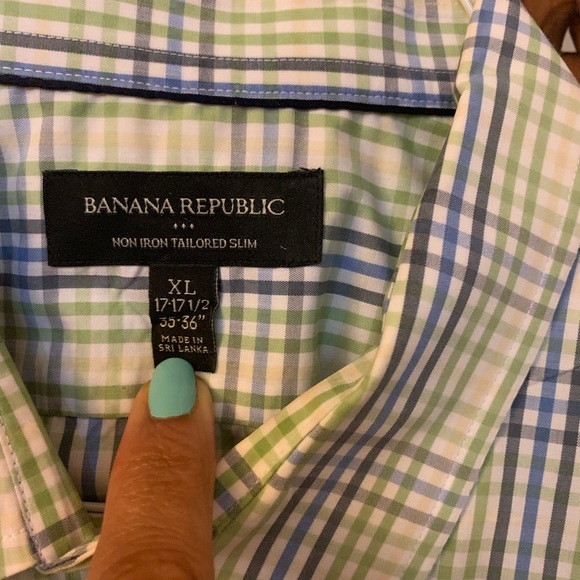 BANANA REPUBLIC
NON IRON TAILORED SLIM
XL
17-17 1/2
35-36"
MADE IN
SRI LANKA